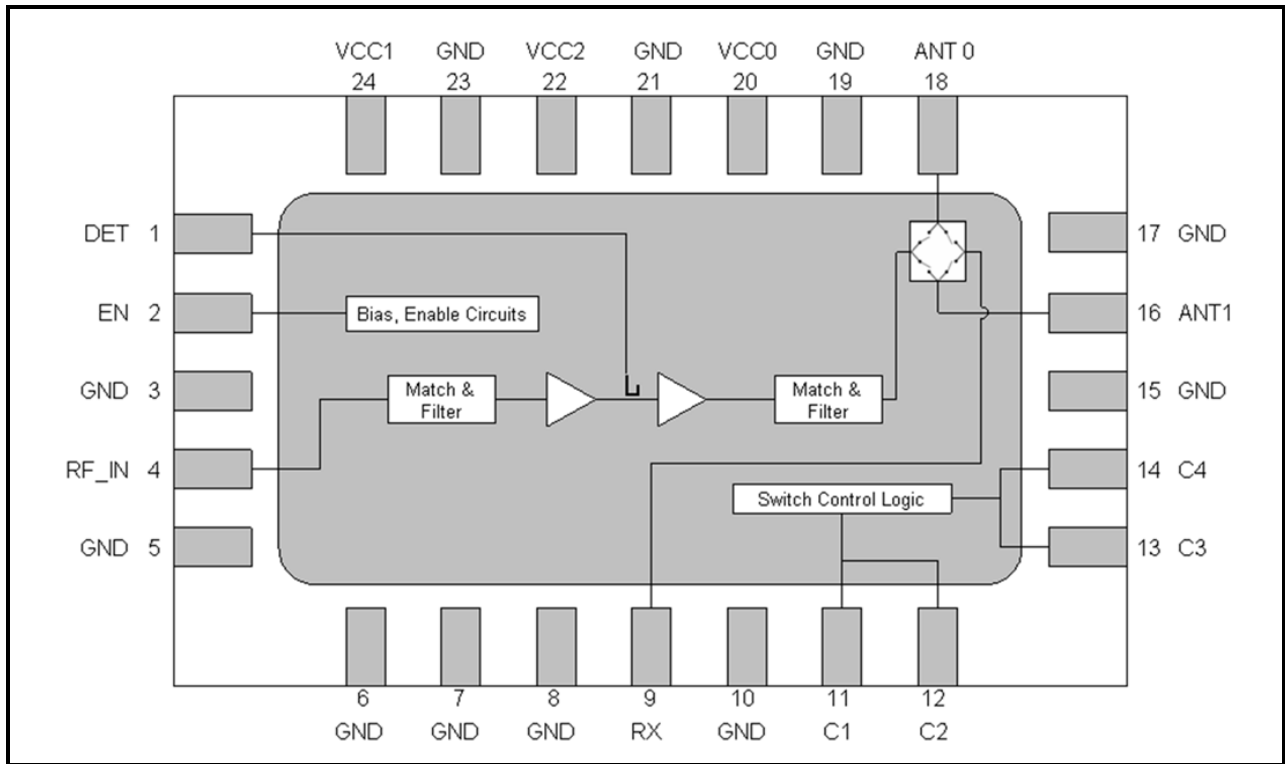 VCC1 GND VCC2 GND VCC0 GND ANT 0
24 23 22 21 20 19 18
DET 1
17 GND
EN 2
Bias, Enable Circuits
16 ANT1
GND 3
Match &
Filter
Match &
Filter
15 GND
RF_IN 4
14 C4
Switch Control Logic
GND 5
13 C3
6 7 8 9 10 11 12
GND GND GND RX GND C1 C2